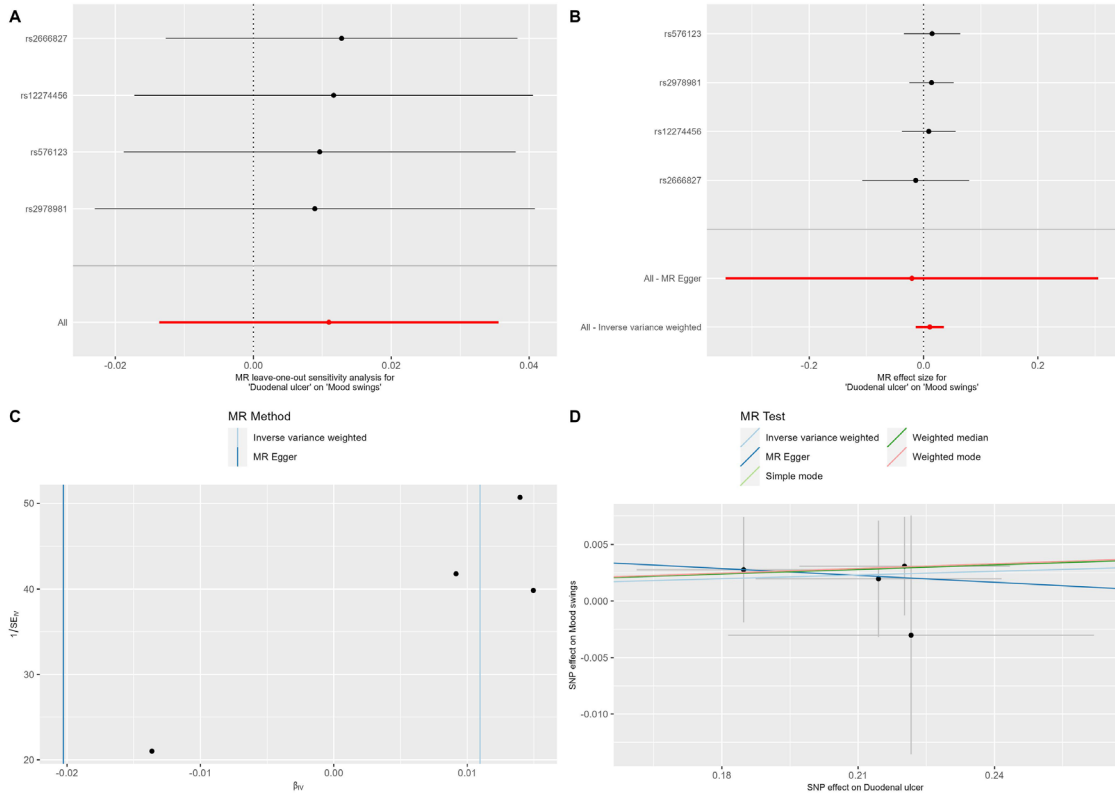 A
rs2666827
rs12274456
rs576123
rs2978981
All
-0.02
0.00
0.02
0.04
MR leave-one-out sensitivity analysis for
'Duodenal ulcer' on 'Mood swings'
B
rs576123
rs2978981
rs12274456
rs2666827
All - MR Egger
All - Inverse variance weighted
-0.2
0.0
0.2
MR effect size for
'Duodenal ulcer' on 'Mood swings'
C
MR Method
Inverse variance weighted
MR Egger
50
40
30
20
1/SE_IV
-0.02
-0.01
0.00
0.01
β_IV
D
MR Test
Inverse variance weighted
MR Egger
Simple mode
Weighted median
Weighted mode
0.005
0.000
-0.005
-0.010
SNP effect on Mood swings
0.18
0.21
0.24
SNP effect on Duodenal ulcer